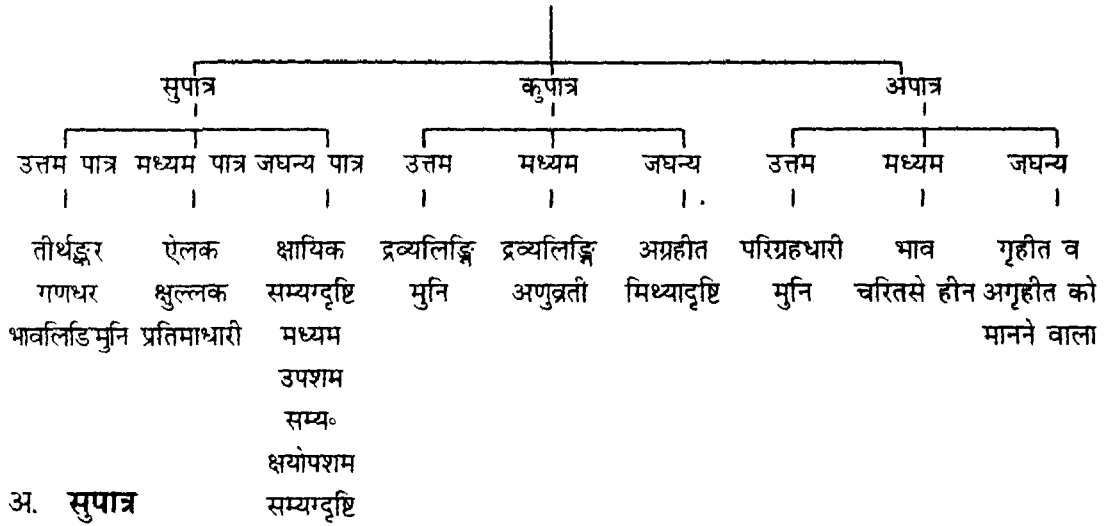 सुपात्र कुपात्र अपात्र
उत्तम पात्र मध्यम पात्र जघन्य पात्र उत्तम मध्यम जघन्य उत्तम मध्यम जघन्य
तीर्थङ्कर ऐलक क्षायिक द्रव्यलिङ्गि द्रव्यलिङ्गि अग्रहीत परिग्रहधारी भाव गृहीत व
गणधर क्षुल्लक सम्यग्दृष्टि मुनि अणुव्रती मिथ्यादृष्टि मुनि चरितसे हीन अगृहीत को
भावलिडि मुनि प्रतिमाधारी मध्यम मानने वाला
उपशम
सम्य॰
क्षयोपशम
अ. सुपात्र सम्यग्दृष्टि